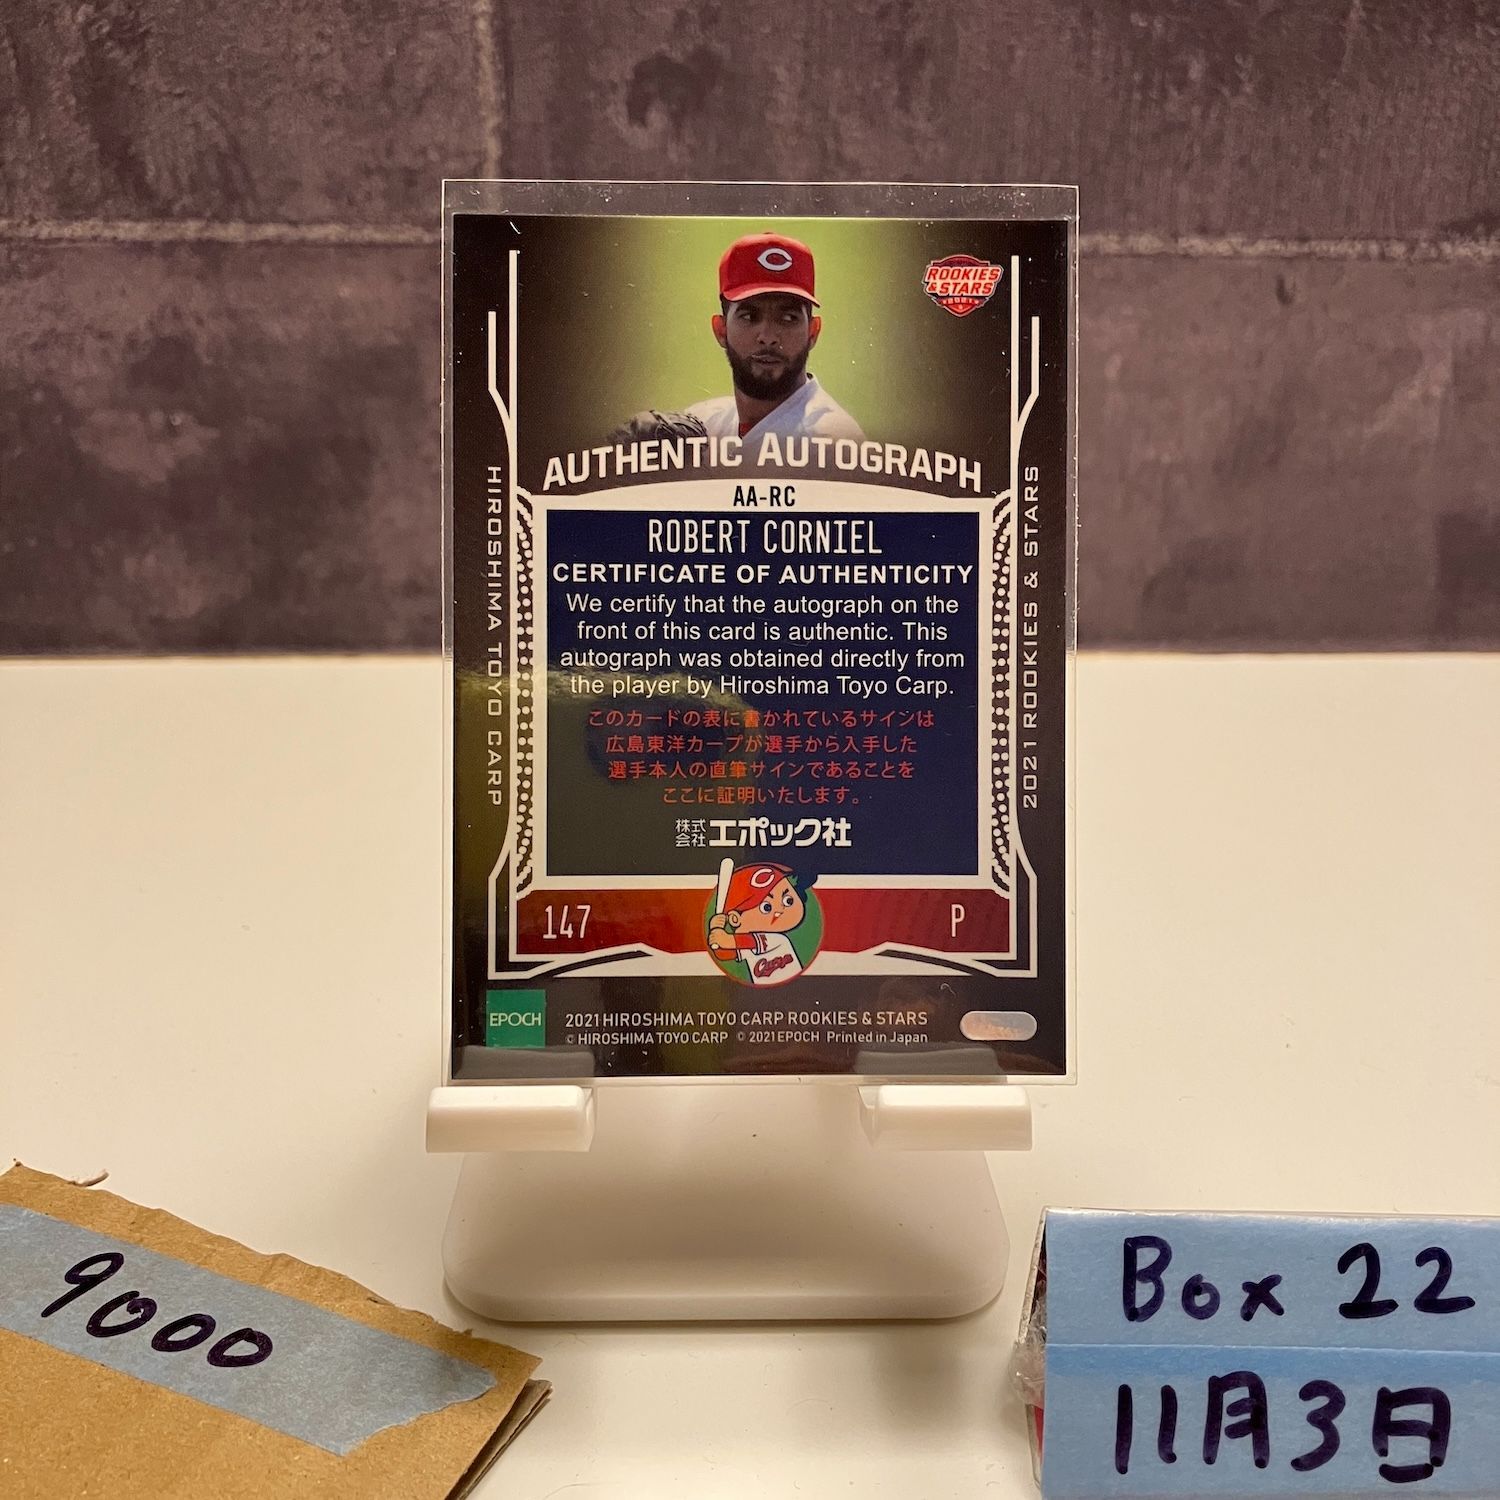 ROOKIES
& STARS
2021
AUTHENTIC AUTOGRAPH
AA-RC
ROBERT CORNIEL
CERTIFICATE OF AUTHENTICITY
We certify that the autograph on the
front of this card is authentic. This
autograph was obtained directly from
the player by Hiroshima Toyo Carp.
このカードの表に書かれているサインは
広島東洋カープが選手から入手した
選手本人の直筆サインであることを
ここに証明いたします。
株式会社エポック社
HIROSHIMA TOYO CARP
2021 ROOKIES & STARS
147
P
Carp
EPOCH
2021 HIROSHIMA TOYO CARP ROOKIES & STARS
© HIROSHIMA TOYO CARP © 2021 EPOCH Printed in Japan
9000
Box 22
11月3日